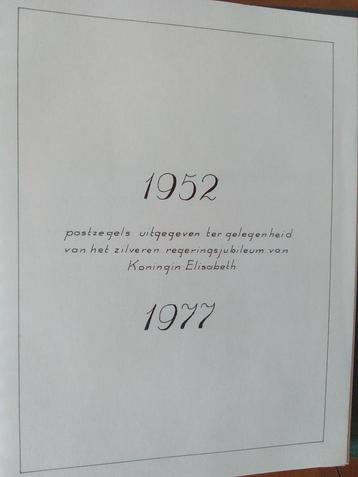 1952
postzegels uitgegeven ter gelegenheid
van het zilveren regeringsjubileum van
Koningin Elisabeth
1977